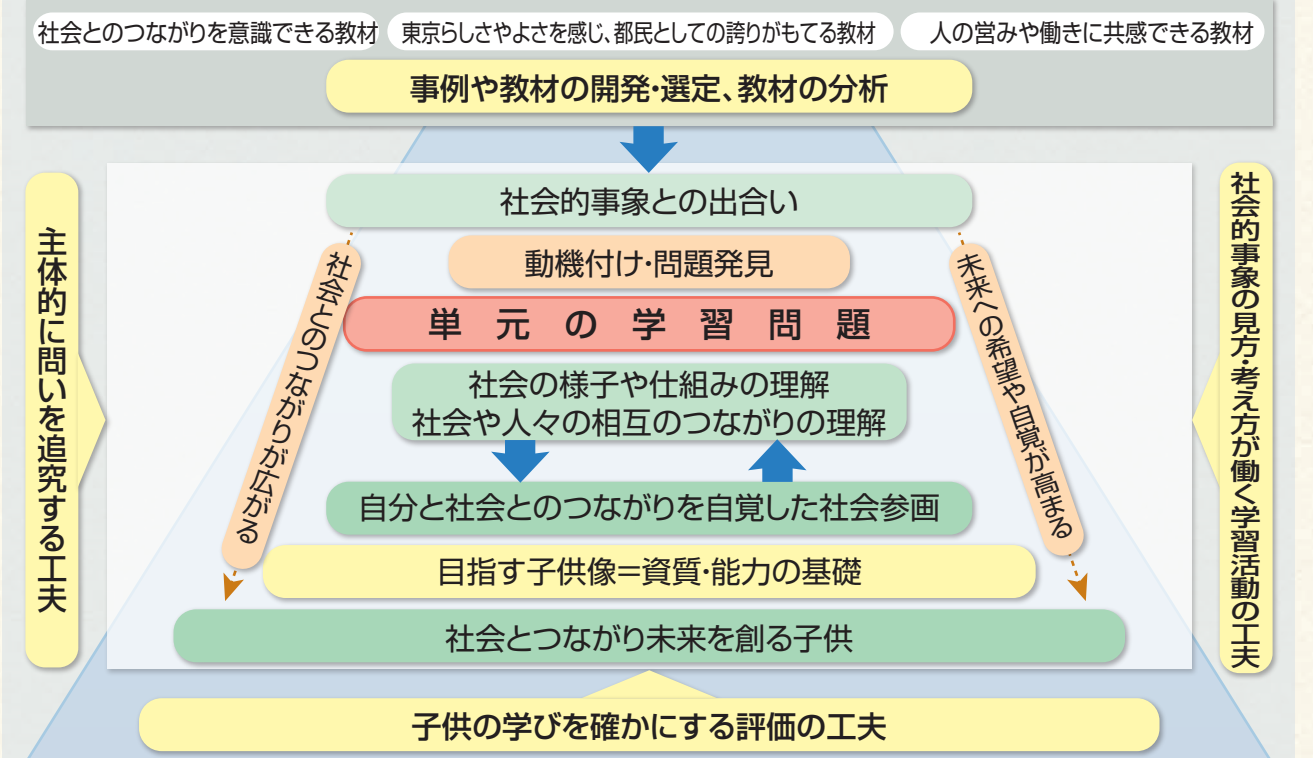 社会とのつながりを意識できる教材
東京らしさやよさを感じ、都民としての誇りがもてる教材
人の営みや働きに共感できる教材
事例や教材の開発・選定、教材の分析
主体的に問いを追究する工夫
社会的事象との出合い
動機付け・問題発見
社会とのつながりが広がる
単元の学習問題
未来への希望や自覚が高まる
社会の様子や仕組みの理解
社会や人々の相互のつながりの理解
自分と社会とのつながりを自覚した社会参画
目指す子供像＝資質・能力の基礎
社会とつながり未来を創る子供
社会的事象の見方・考え方が働く学習活動の工夫
子供の学びを確かにする評価の工夫